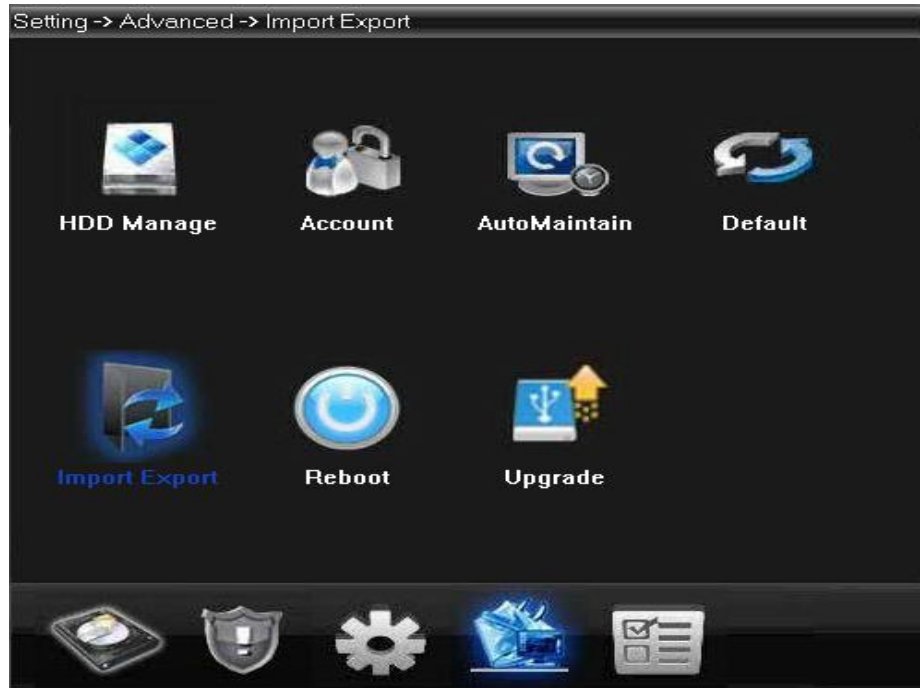 Setting -> Advanced -> Import Export
HDD Manage
Account
AutoMaintain
Default
Import Export
Reboot
Upgrade